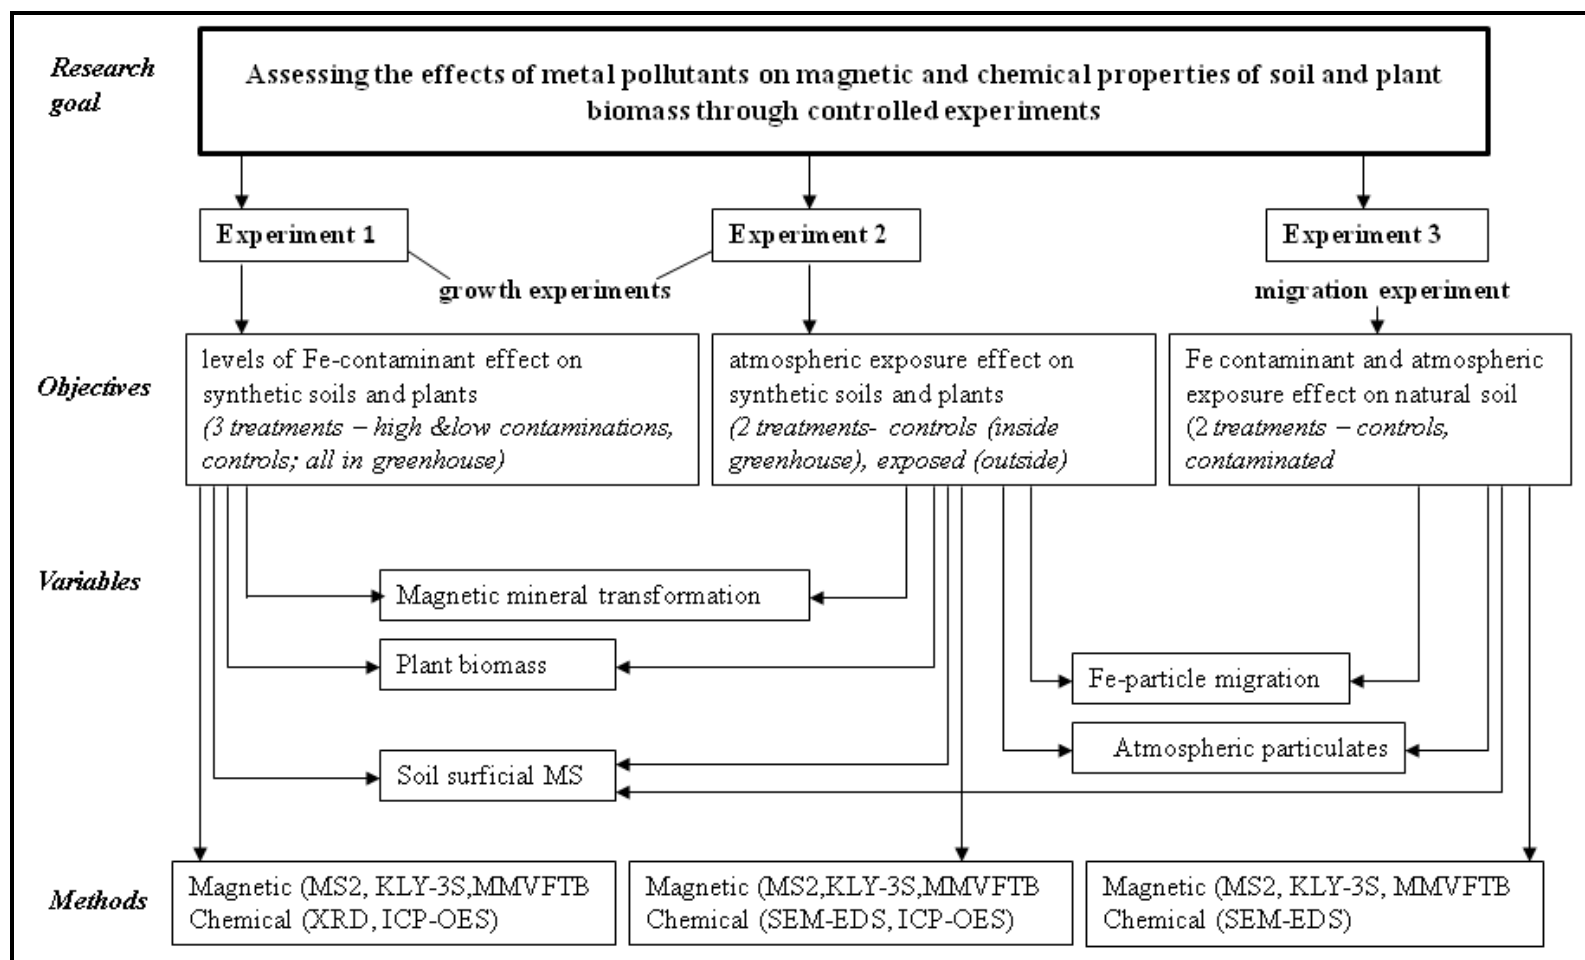 Research
goal
Assessing the effects of metal pollutants on magnetic and chemical properties of soil and plant
biomass through controlled experiments
Experiment 1
Experiment 2
Experiment 3
growth experiments
migration experiment
Objectives
levels of Fe-contaminant effect on
synthetic soils and plants
(3 treatments – high &low contaminations,
controls; all in greenhouse)
atmospheric exposure effect on
synthetic soils and plants
(2 treatments- controls (inside
greenhouse), exposed (outside)
Fe contaminant and atmospheric
exposure effect on natural soil
(2 treatments – controls,
contaminated
Variables
Magnetic mineral transformation
Plant biomass
Fe-particle migration
Atmospheric particulates
Soil surficial MS
Methods
Magnetic (MS2, KLY-3S,MMVFTB
Chemical (XRD, ICP-OES)
Magnetic (MS2,KLY-3S,MMVFTB
Chemical (SEM-EDS, ICP-OES)
Magnetic (MS2, KLY-3S, MMVFTB
Chemical (SEM-EDS)